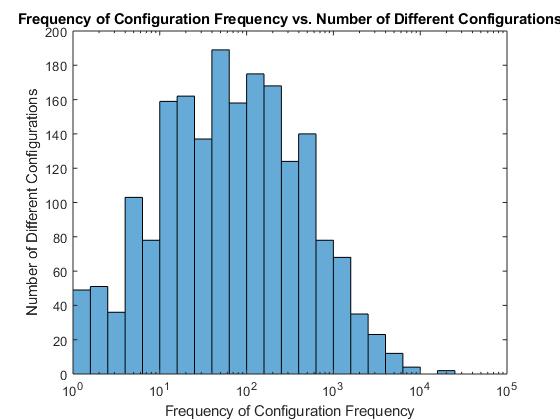 Frequency of Configuration Frequency vs. Number of Different Configurations
200
180
160
140
120
100
80
60
40
20
0
Number of Different Configurations
10^0 10^1 10^2 10^3 10^4 10^5
Frequency of Configuration Frequency